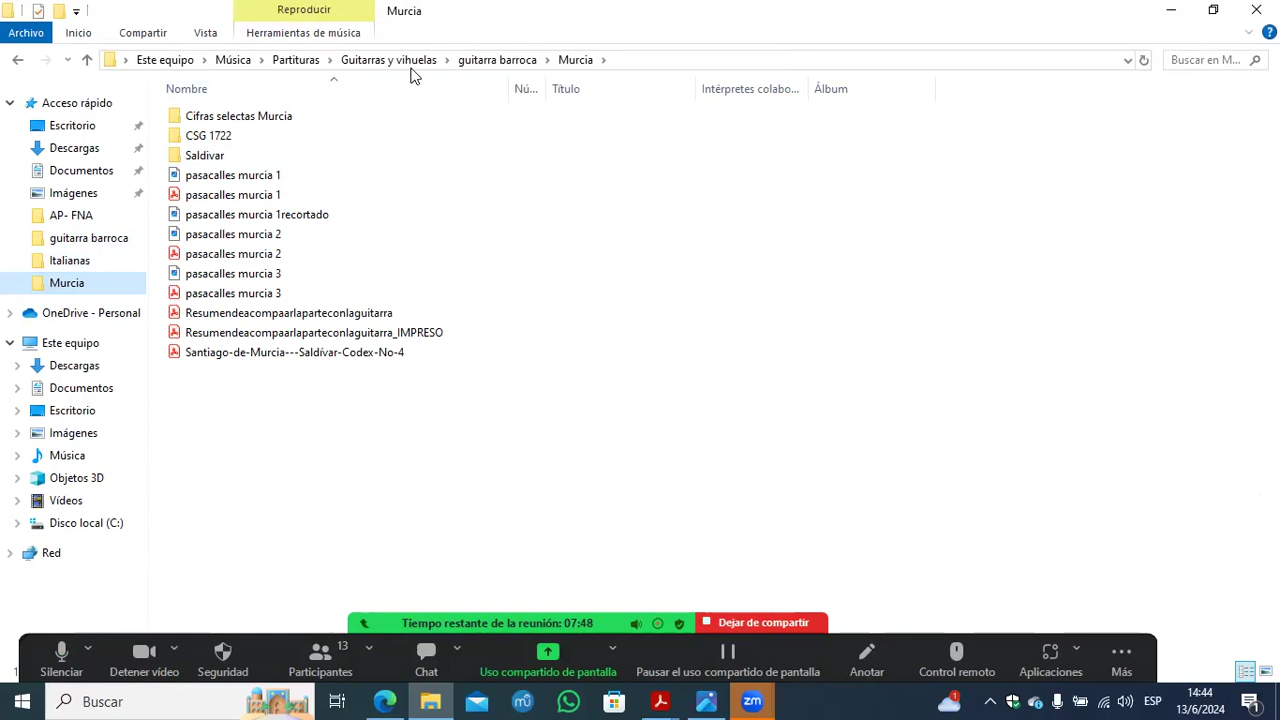 Reproducir
Murcia
Archivo
Inicio
Compartir
Vista
Herramientas de música
Este equipo
Música
Partituras
Guitarras y vihuelas
guitarra barroca
Murcia
Buscar en M...
Nombre
Nú...
Título
Intérpretes colabo...
Álbum
Acceso rápido
Escritorio
Descargas
Documentos
Imágenes
AP- FNA
guitarra barroca
Italianas
Murcia
OneDrive - Personal
Este equipo
Descargas
Documentos
Escritorio
Imágenes
Música
Objetos 3D
Vídeos
Disco local (C:)
Red
Cifras selectas Murcia
CSG 1722
Saldivar
pasacalles murcia 1
pasacalles murcia 1
pasacalles murcia 1recortado
pasacalles murcia 2
pasacalles murcia 2
pasacalles murcia 3
pasacalles murcia 3
Resumendeacompaarlaparteconlaguitarra
Resumendeacompaarlaparteconlaguitarra_IMPRESO
Santiago-de-Murcia---Saldívar-Codex-No-4
Tiempo restante de la reunión: 07:48
Dejar de compartir
Silenciar
Detener vídeo
Seguridad
13
Participantes
Chat
Uso compartido de pantalla
Pausar el uso compartido de pantalla
Anotar
Control remoto
Aplicaciones
Más
1
Buscar
mü
zm
1
ESP
14:44
13/6/2024
1